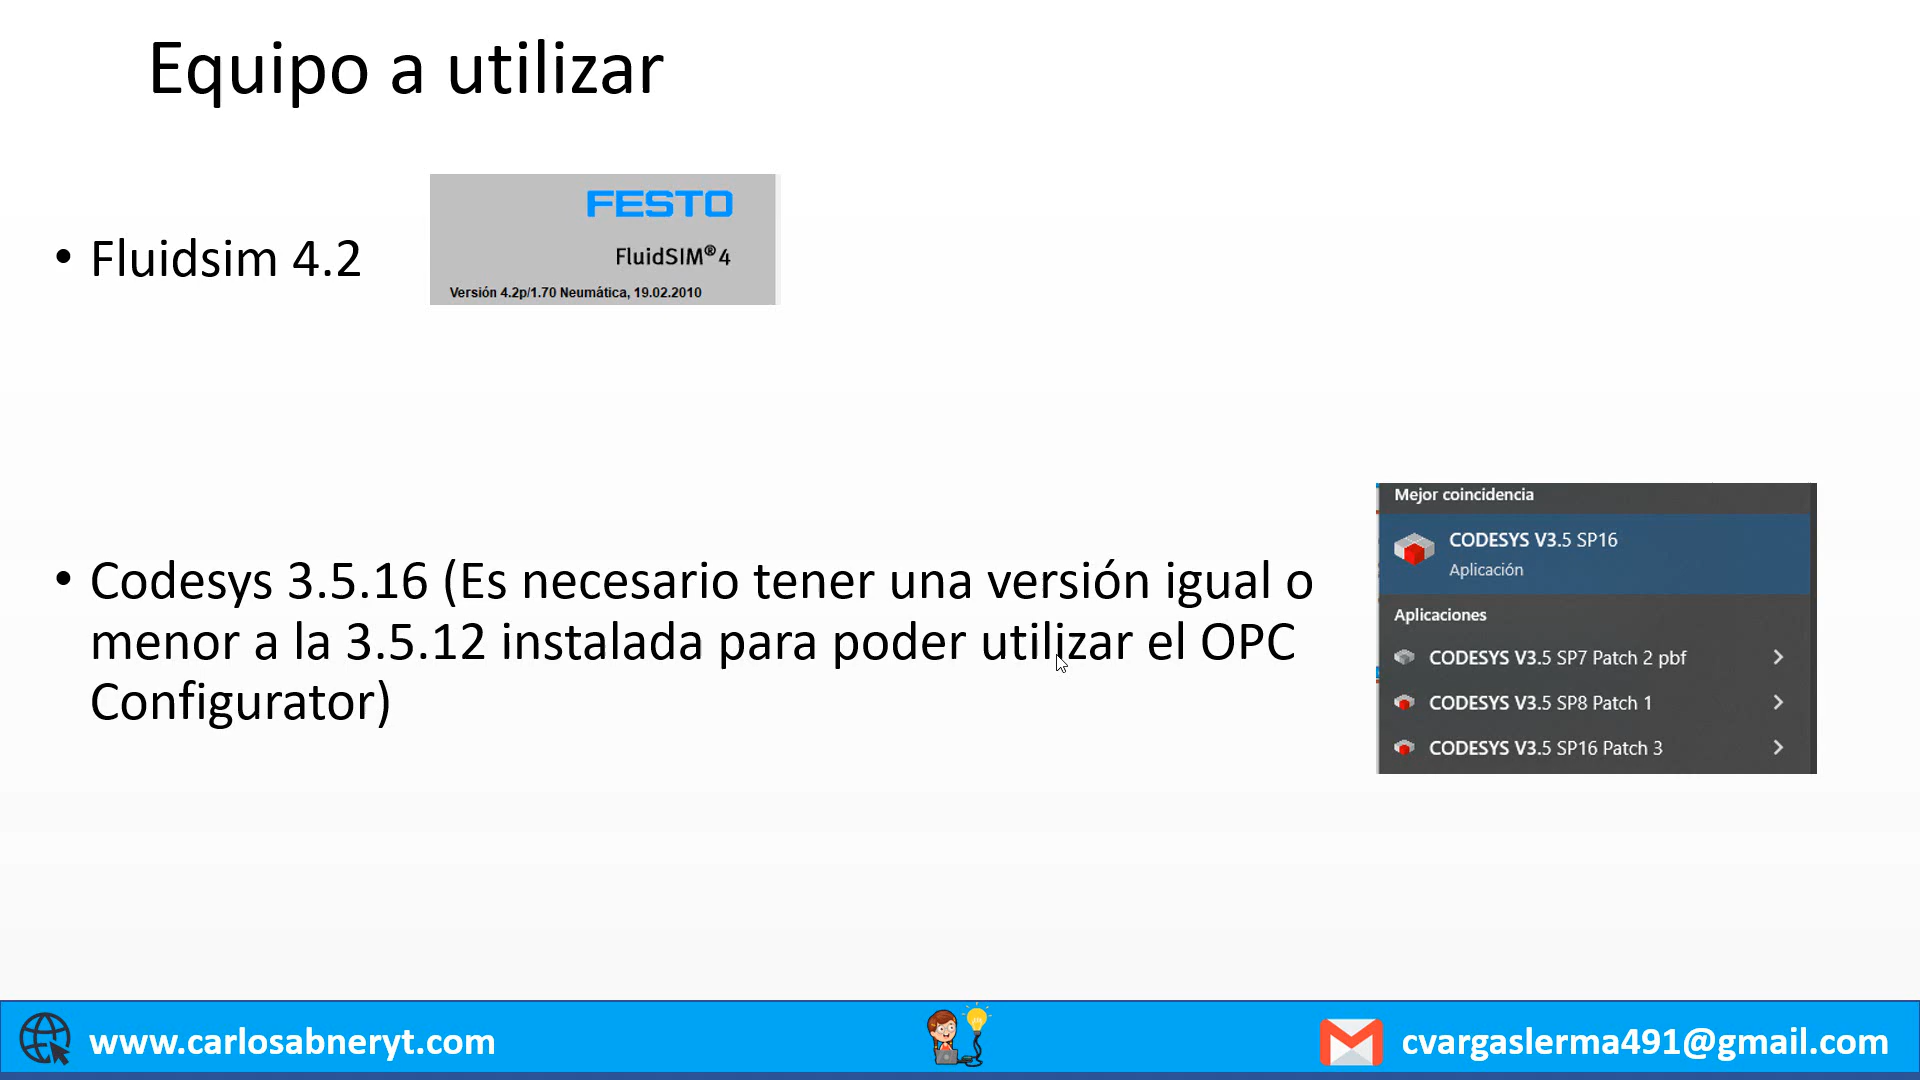 Equipo a utilizar
• Fluidsim 4.2
FESTO
FluidSIM®4
Versión 4.2p/1.70 Neumática, 19.02.2010
• Codesys 3.5.16 (Es necesario tener una versión igual o
menor a la 3.5.12 instalada para poder utilizar el OPC
Configurator)
Mejor coincidencia
CODESYS V3.5 SP16
Aplicación
Aplicaciones
CODESYS V3.5 SP7 Patch 2 pbf
CODESYS V3.5 SP8 Patch 1
CODESYS V3.5 SP16 Patch 3
www.carlosabneryt.com
cvargaslerma491@gmail.com